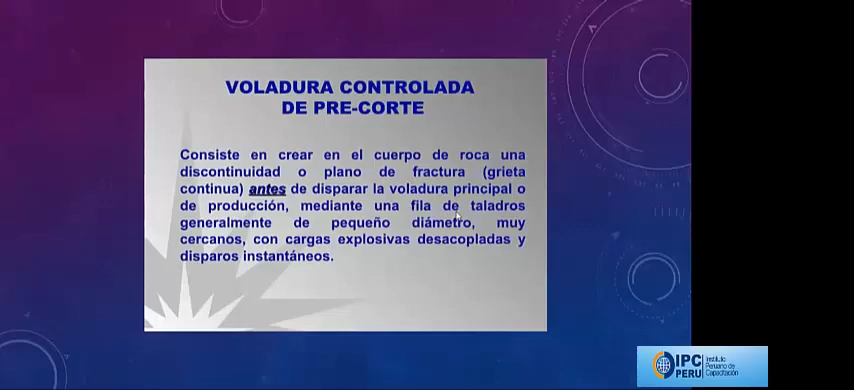 VOLADURA CONTROLADA
DE PRE-CORTE
Consiste en crear en el cuerpo de roca una
discontinuidad o plano de fractura (grieta
continua) antes de disparar la voladura principal o
de producción, mediante una fila de taladros
generalmente de pequeño diámetro, muy
cercanos, con cargas explosivas desacopladas y
disparos instantáneos.
IPC
PERU
Instituto
Peruano de
Capacitación